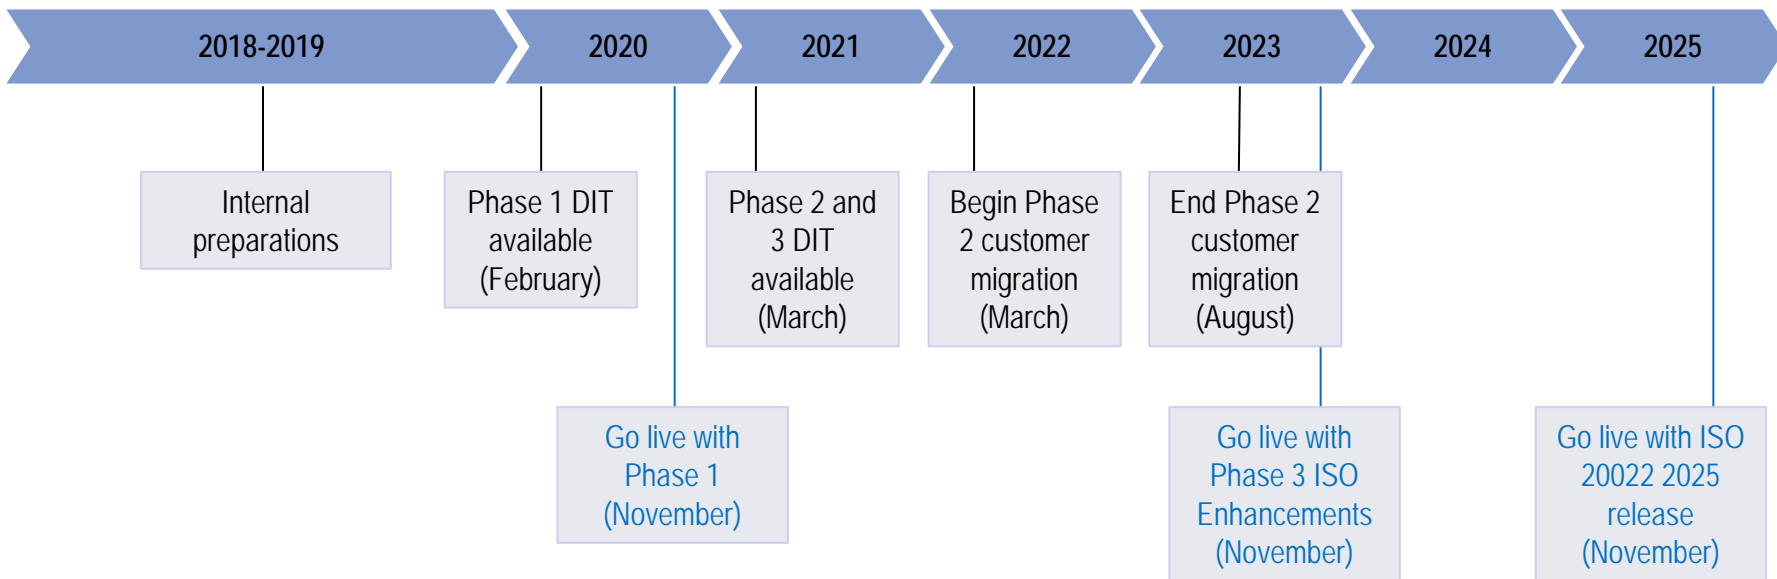 2018-2019
2020
2021
2022
2023
2024
2025
Internal
preparations
Phase 1 DIT
available
(February)
Phase 2 and
3 DIT
available
(March)
Begin Phase
2 customer
migration
(March)
End Phase 2
customer
migration
(August)
Go live with
Phase 1
(November)
Go live with
Phase 3 ISO
Enhancements
(November)
Go live with ISO
20022 2025
release
(November)